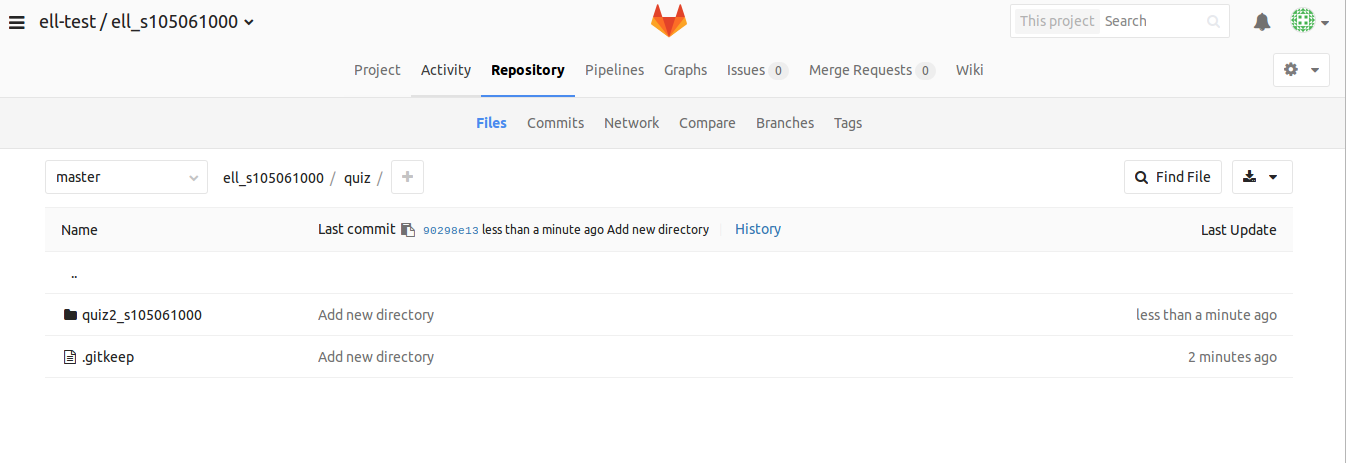 ell-test / ell_s105061000 This project Search
Project Activity Repository Pipelines Graphs Issues 0 Merge Requests 0 Wiki
Files Commits Network Compare Branches Tags
master ell_s105061000 / quiz / + Find File
Name Last commit 90298e13 less than a minute ago Add new directory History Last Update
..
quiz2_s105061000 Add new directory less than a minute ago
.gitkeep Add new directory 2 minutes ago